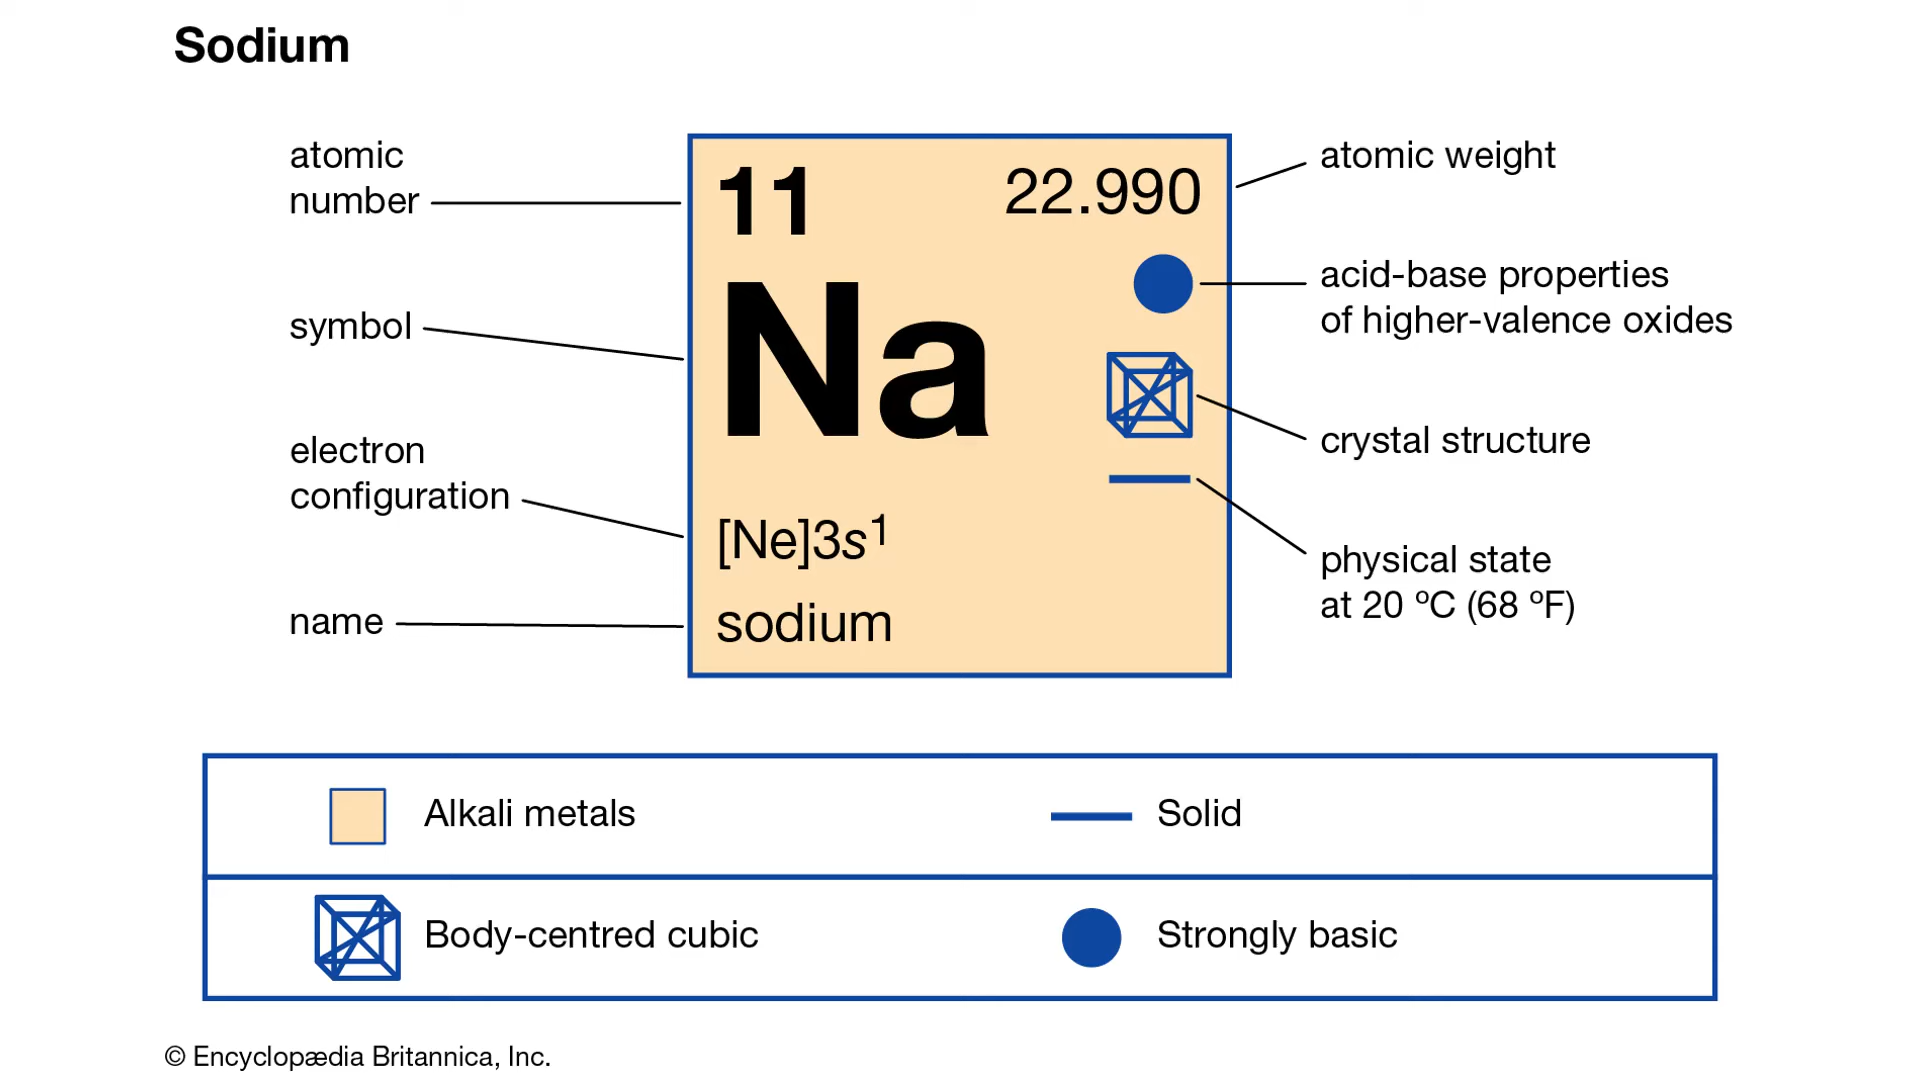 Sodium
atomic
number
symbol
electron
configuration
name
11
22.990
Na
[Ne]3s¹
sodium
atomic weight
acid-base properties
of higher-valence oxides
crystal structure
physical state
at 20 ºC (68 ºF)
Alkali metals
Solid
Body-centred cubic
Strongly basic
© Encyclopædia Britannica, Inc.